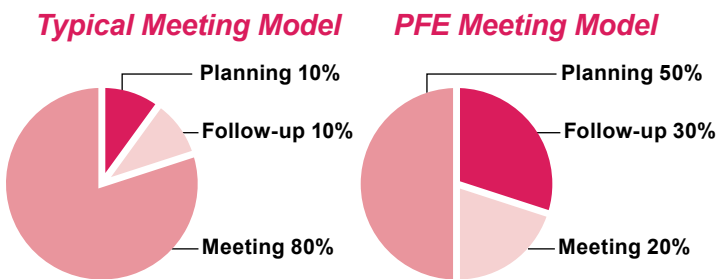 Typical Meeting Model
Planning 10%
Follow-up 10%
Meeting 80%
PFE Meeting Model
Planning 50%
Follow-up 30%
Meeting 20%